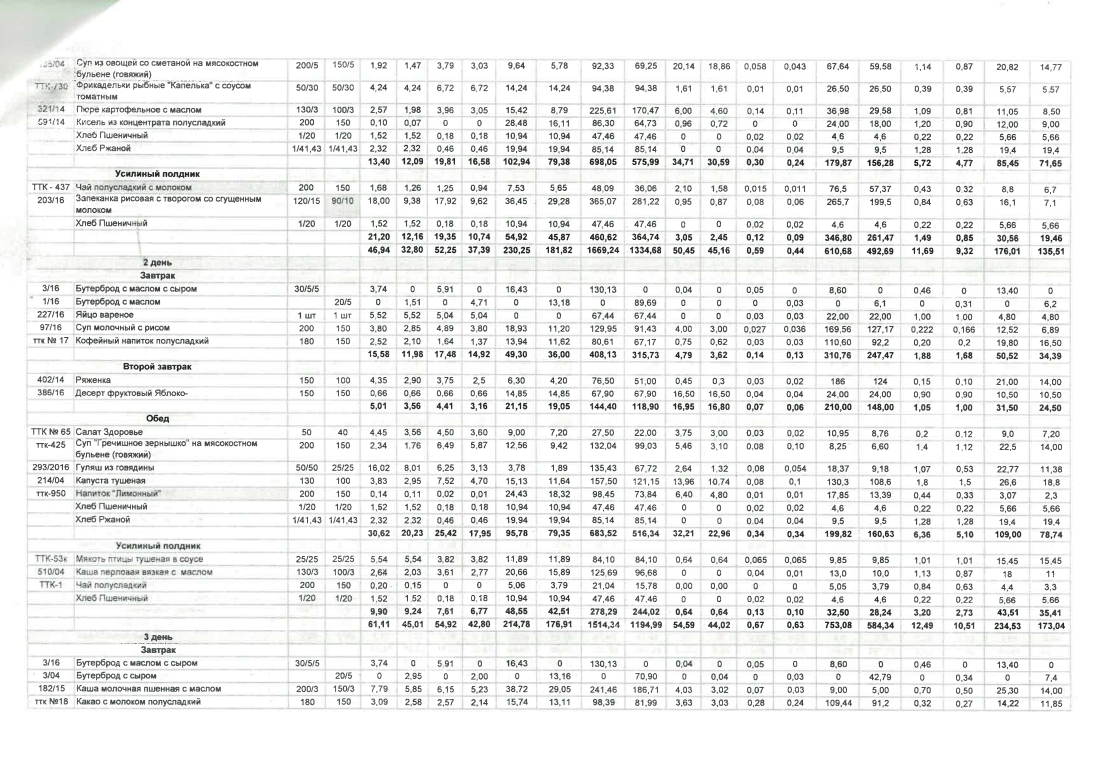 Суп из овощей со сметаной на мясокостном 200/5 150/5 1,92 1,47 3,79 3,03 9,64 5,78 92,33 69,25 20,14 18,86 0,058 0,043 67,64 59,58 1,14 0,87 20,82 14,77
бульене (говяжий)
ТТК-730 Фрикадельки рыбные "Капелька" с соусом 50/30 50/30 4,24 4,24 6,72 6,72 14,24 14,24 94,38 94,38 1,61 1,61 0,01 0,01 26,50 26,50 0,39 0,39 5,57 5.57
томатным
321/14 Пюре картофельное с маслом 130/3 100/3 2,57 1,98 3,96 3,05 15,42 8,79 225,61 170,47 6,00 4,60 0,14 0,11 36,98 29,58 1,09 0,81 11,05 8,50
591/14 Кисель из концентрата полусладкий 200 150 0,10 0,07 0 0 28,48 16,11 86,30 64,73 0,96 0,72 0 0 24,00 18,00 1,20 0,90 12,00 9,00
Хлеб Пшеничный 1/20 1/20 1,52 1,52 0,18 0,18 10,94 10,94 47,46 47,46 0 0 0,02 0,02 4,6 4,6 0,22 0,22 5,66 5.66
Хлеб Ржаной 1/41,43 1/41,43 2,32 2,32 0,46 0,46 19,94 19,94 85,14 85,14 0 0 0,04 0,04 9,5 9,5 1,28 1,28 19,4 19,4
13,40 12,09 19,81 16,58 102,94 79,38 698,05 575,99 34,71 30,59 0,30 0,24 179,87 156,28 5,72 4,77 85,45 71,65
Усилиный полдник
ТТК - 437 Чай полусладкий с молоком 200 150 1,68 1,26 1,25 0,94 7,53 5,65 48,09 36,06 2,10 1,58 0,015 0,011 76,5 57,37 0,43 0,32 8,8 6,7
203/16 Запеканка рисовая с творогом со сгущенным 120/15 90/10 18,00 9,38 17,92 9,62 36,45 29,28 365,07 281,22 0,95 0,87 0,08 0,06 265,7 199,5 0,84 0,63 16,1 7,1
молоком
Хлеб Пшеничный 1/20 1/20 1,52 1,52 0,18 0,18 10,94 10,94 47,46 47,46 0 0 0,02 0,02 4,6 4,6 0,22 0,22 5,66 5,66
21,20 12,16 19,35 10,74 54,92 45,87 460,62 364,74 3,05 2,45 0,12 0,09 346,80 261,47 1,49 0,85 30,56 19,46
46,94 32,80 52,25 37,39 230,25 181,82 1669,24 1334,68 50,45 45,16 0,59 0,44 610,68 492,69 11,69 9,32 176,01 135,51
2 день
Завтрак
3/16 Бутерброд с маслом с сыром 30/5/5 3,74 0 5,91 0 16,43 0 130,13 0 0,04 0 0,05 0 8,60 0 0,46 0 13,40 0
1/16 Бутерброд с маслом 20/5 0 1,51 0 4,71 0 13,18 0 89,69 0 0 0 0,03 0 6,1 0 0,31 0 6,2
227/16 Яйцо вареное 1 шт 1 шт 5,52 5,52 5,04 5,04 0 0 67,44 67,44 0 0 0,03 0,03 22,00 22,00 1,00 1,00 4,80 4,80
97/16 Суп молочный с рисом 200 150 3,80 2,85 4,89 3,80 18,93 11,20 129,95 91,43 4,00 3,00 0,027 0,036 169,56 127,17 0,222 0,166 12,52 6,89
ттк № 17 Кофейный напиток полусладкий 180 150 2,52 2,10 1,64 1,37 13,94 11,62 80,61 67,17 0,75 0,62 0,03 0,03 110,60 92,2 0,20 0,2 19,80 16,50
15,58 11,98 17,48 14,92 49,30 36,00 408,13 315,73 4,79 3,62 0,14 0,13 310,76 247,47 1,88 1,68 50,52 34,39
Второй завтрак
402/14 Ряженка 150 100 4,35 2,90 3,75 2,5 6,30 4,20 76,50 51,00 0,45 0,3 0,03 0,02 186 124 0,15 0,10 21,00 14,00
386/16 Десерт фруктовый Яблоко- 150 150 0,66 0,66 0,66 0,66 14,85 14,85 67,90 67,90 16,50 16,50 0,04 0,04 24,00 24,00 0,90 0,90 10,50 10,50
5,01 3,56 4,41 3,16 21,15 19,05 144,40 118,90 16,95 16,80 0,07 0,06 210,00 148,00 1,05 1,00 31,50 24,50
Обед
ТТК № 65 Салат Здоровье 50 40 4,45 3,56 4,50 3,60 9,00 7,20 27,50 22,00 3,75 3,00 0,03 0,02 10,95 8,76 0,2 0,12 9,0 7,20
ттк-425 Суп "Гречишное зернышко" на мясокостном 200 150 2,34 1.76 6,49 5,87 12,56 9,42 132,04 99,03 5,46 3,10 0,08 0,10 8,25 6,60 1,4 1,12 22,5 14,00
бульене (говяжий)
293/2016 Гуляш из говядины 50/50 25/25 16,02 8,01 6,25 3,13 3,78 1,89 135,43 67,72 2,64 1,32 0,08 0,054 18,37 9,18 1,07 0,53 22,77 11,38
214/04 Капуста тушеная 130 100 3,83 2,95 7,52 4,70 15,13 11,64 157,50 121,15 13,96 10,74 0,08 0,1 130,3 108,6 1,8 1,5 26,6 18,8
ттк-950 Напиток "Лимонный" 200 150 0,14 0,11 0,02 0,01 24,43 18,32 98,45 73,84 6,40 4,80 0,01 0,01 17,85 13,39 0,44 0,33 3,07 2,3
Хлеб Пшеничный 1/20 1/20 1,52 1,52 0,18 0,18 10,94 10,94 47,46 47,46 0 0 0,02 0,02 4,6 4,6 0,22 0,22 5,66 5,66
Хлеб Ржаной 1/41,43 1/41,43 2,32 2,32 0,46 0,46 19,94 19,94 85,14 85,14 0 0 0,04 0,04 9,5 9,5 1,28 1,28 19,4 19,4
30,62 20,23 25,42 17,95 95,78 79,35 683,52 516,34 32,21 22,96 0,34 0,34 199,82 160,63 6,36 5,10 109,00 78,74
Усилиный полдник
ТТК-53к Мякоть птицы тушеная в соусе 25/25 25/25 5,54 5,54 3,82 3,82 11,89 11,89 84,10 84,10 0,64 0,64 0,065 0,065 9,85 9,85 1,01 1,01 15,45 15,45
510/04 Каша перловая вязкая с маслом 130/3 100/3 2,64 2,03 3,61 2,77 20,66 15,89 125,69 96,68 0 0 0,04 0,01 13,0 10,0 1,13 0,87 18 11
ТТК-1 Чай полусладкий 200 150 0,20 0,15 0 0 5,06 3,79 21,04 15,78 0,00 0,00 0 0 5,05 3,79 0,84 0,63 4,4 3,3
Хлеб Пшеничный 1/20 1/20 1,52 1,52 0,18 0,18 10,94 10,94 47,46 47,46 0 0 0,02 0,02 4,6 4,6 0,22 0,22 5,66 5,66
9,90 9,24 7,61 6,77 48,55 42,51 278,29 244,02 0,64 0,64 0,13 0,10 32,50 28,24 3,20 2,73 43,51 35,41
61,11 45,01 54,92 42,80 214,78 176,91 1514,34 1194,99 54,59 44,02 0,67 0,63 753,08 584,34 12,49 10,51 234,53 173,04
3 день
Завтрак
3/16 Бутерброд с маслом с сыром 30/5/5 3,74 0 5.91 0 16,43 0 130,13 0 0,04 0 0,05 0 8,60 0 0,46 0 13,40 0
3/04 Бутерброд с сыром 20/5 0 2,95 0 2,00 0 13,16 0 70,90 0 0,04 0 0,03 0 42,79 0 0,34 0 7,4
182/15 Каша молочная пшенная с маслом 200/3 150/3 7,79 5,85 6,15 5,23 38,72 29,05 241,46 186,71 4,03 3,02 0,07 0,03 9,00 5,00 0,70 0,50 25,30 14,00
ттк №18 Какао с молоком полусладкий 180 150 3,09 2,58 2,57 2,14 15,74 13,11 98,39 81,99 3,63 3,03 0,28 0,24 109,44 91,2 0,32 0,27 14,22 11,85